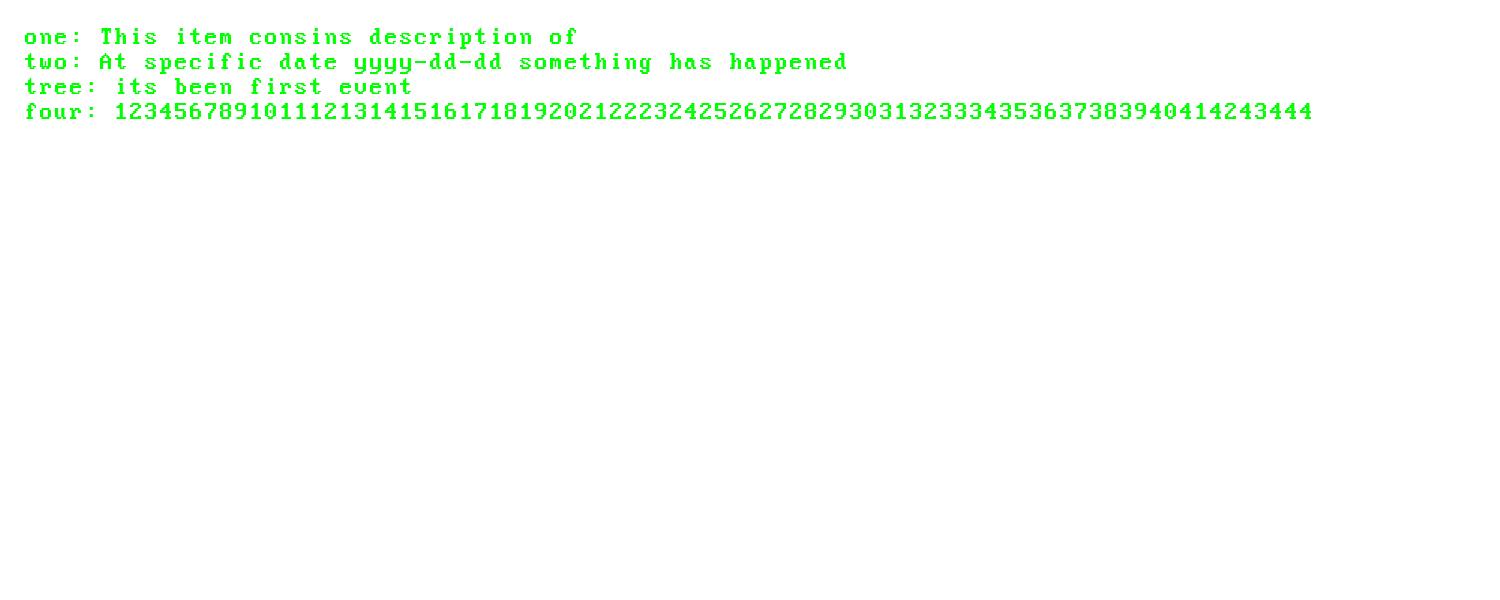 one: This item consins description of
two: At specific date yyyy-dd-dd something has happened
tree: its been first event
four: 12345678910111213141516171819202122232425262728293031323334353637383940414243444